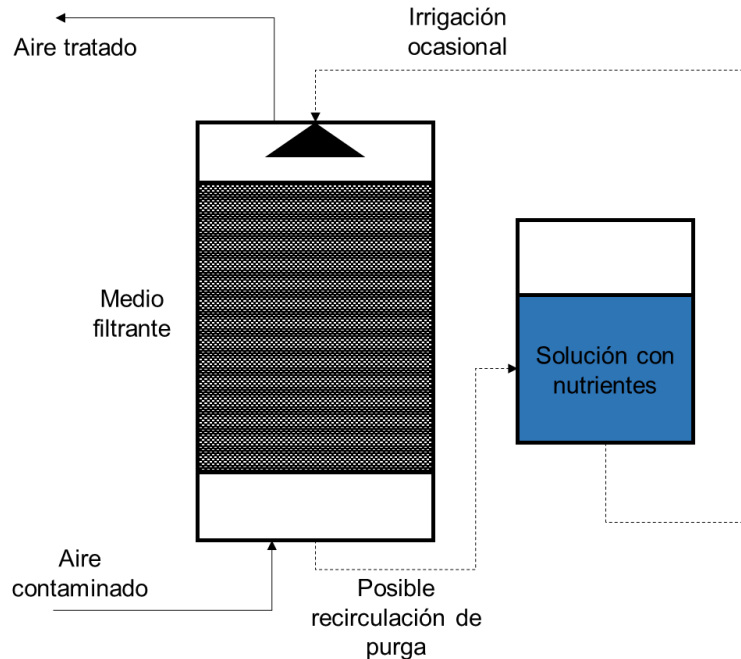 Irrigación
ocasional
Aire tratado
Medio
filtrante
Solución con
nutrientes
Aire
contaminado
Posible
recirculación de
purga